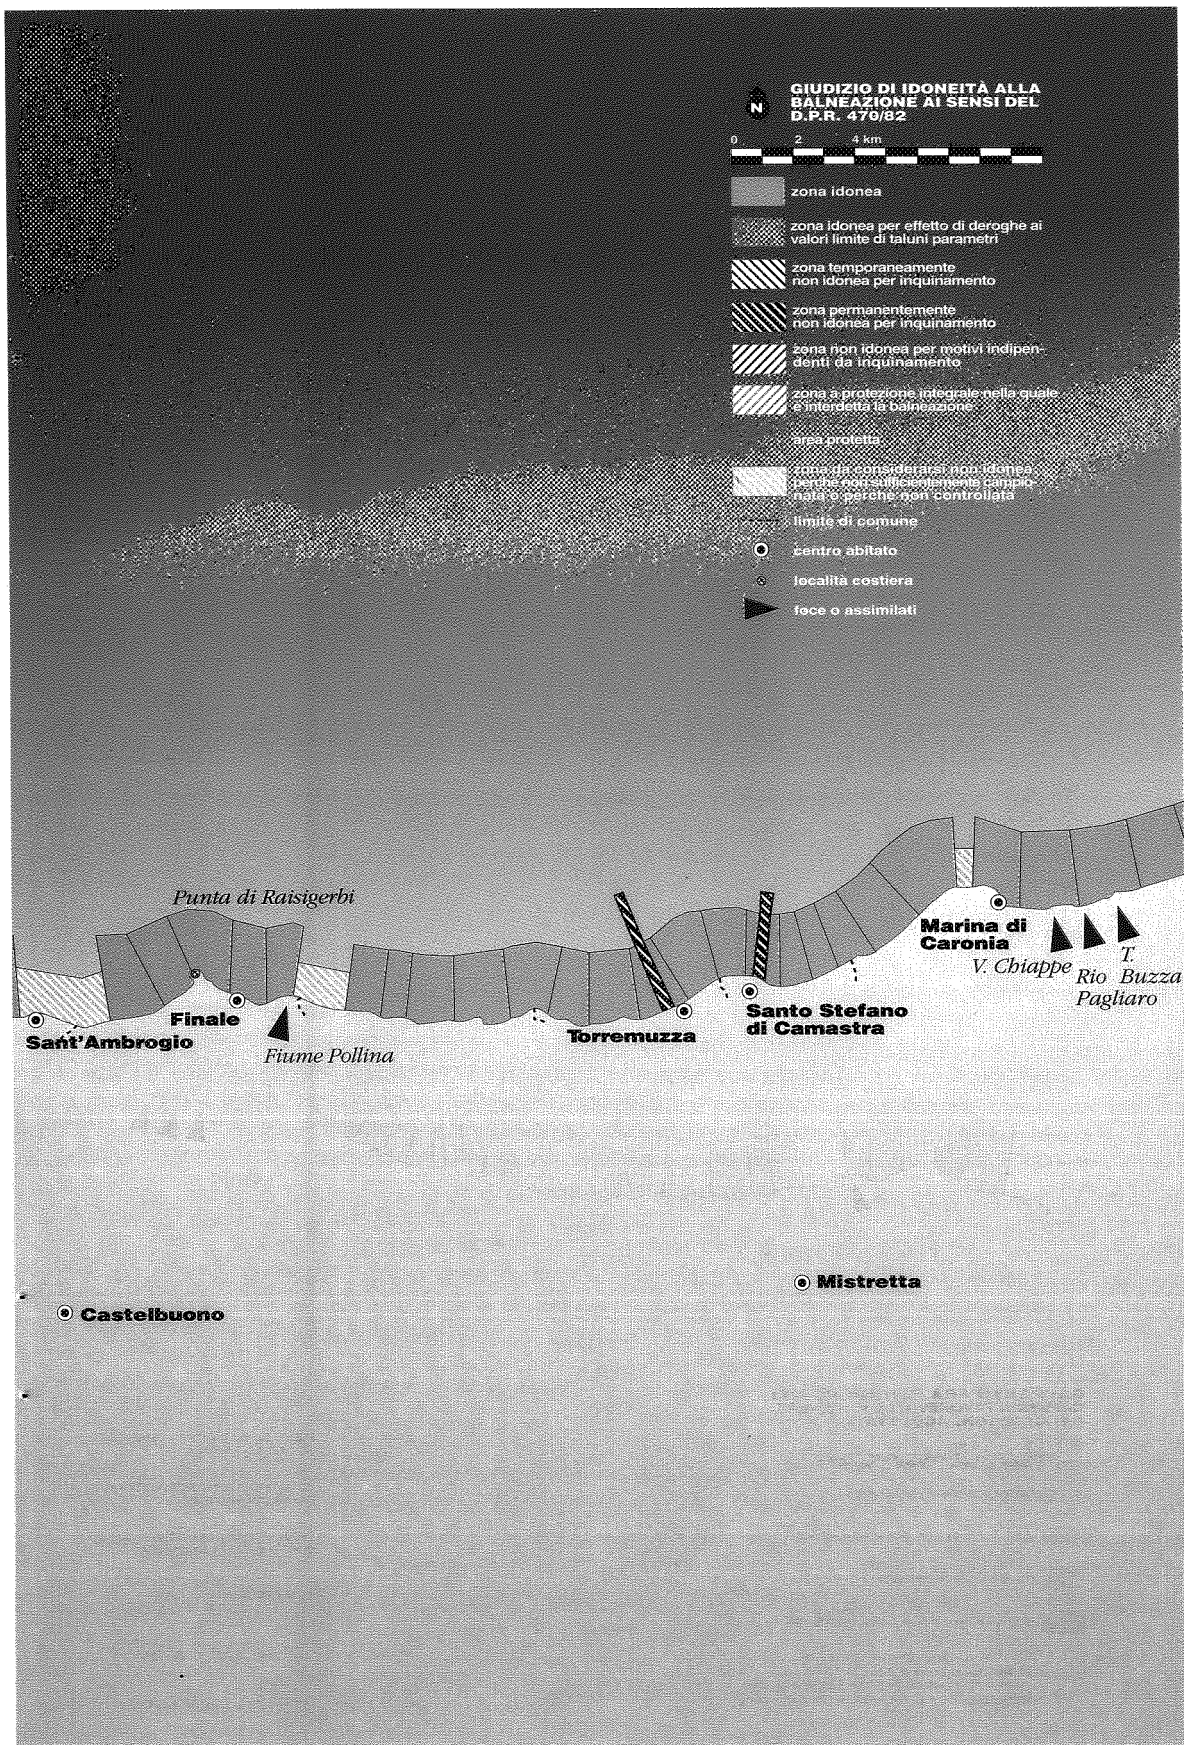 GIUDIZIO DI IDONEITÀ ALLA
BALNEAZIONE AI SENSI DEL
D.P.R. 470/82
N
0 2 4 km
zona idonea
zona idonea per effetto di deroghe ai
valori limite di taluni parametri
zona temporaneamente
non idonea per inquinamento
zona permanentemente
non idonea per inquinamento
zona non idonea per motivi indipen-
denti da inquinamento
zona a protezione integrale nella quale
e interdetta la balneazione
area protetta
zona da considerarsi non idonea
perche non sufficientemente campio-
nata o perche non controllata
limite di comune
centro abitato
località costiera
foce o assimilati
Punta di Raisigerbi
Marina di
Caronia
V. Chiappe
Rio
Pagliaro
T.
Buzza
Finale
Sant'Ambrogio
Fiume Pollina
Torremuzza
Santo Stefano
di Camastra
Mistretta
Castelbuono